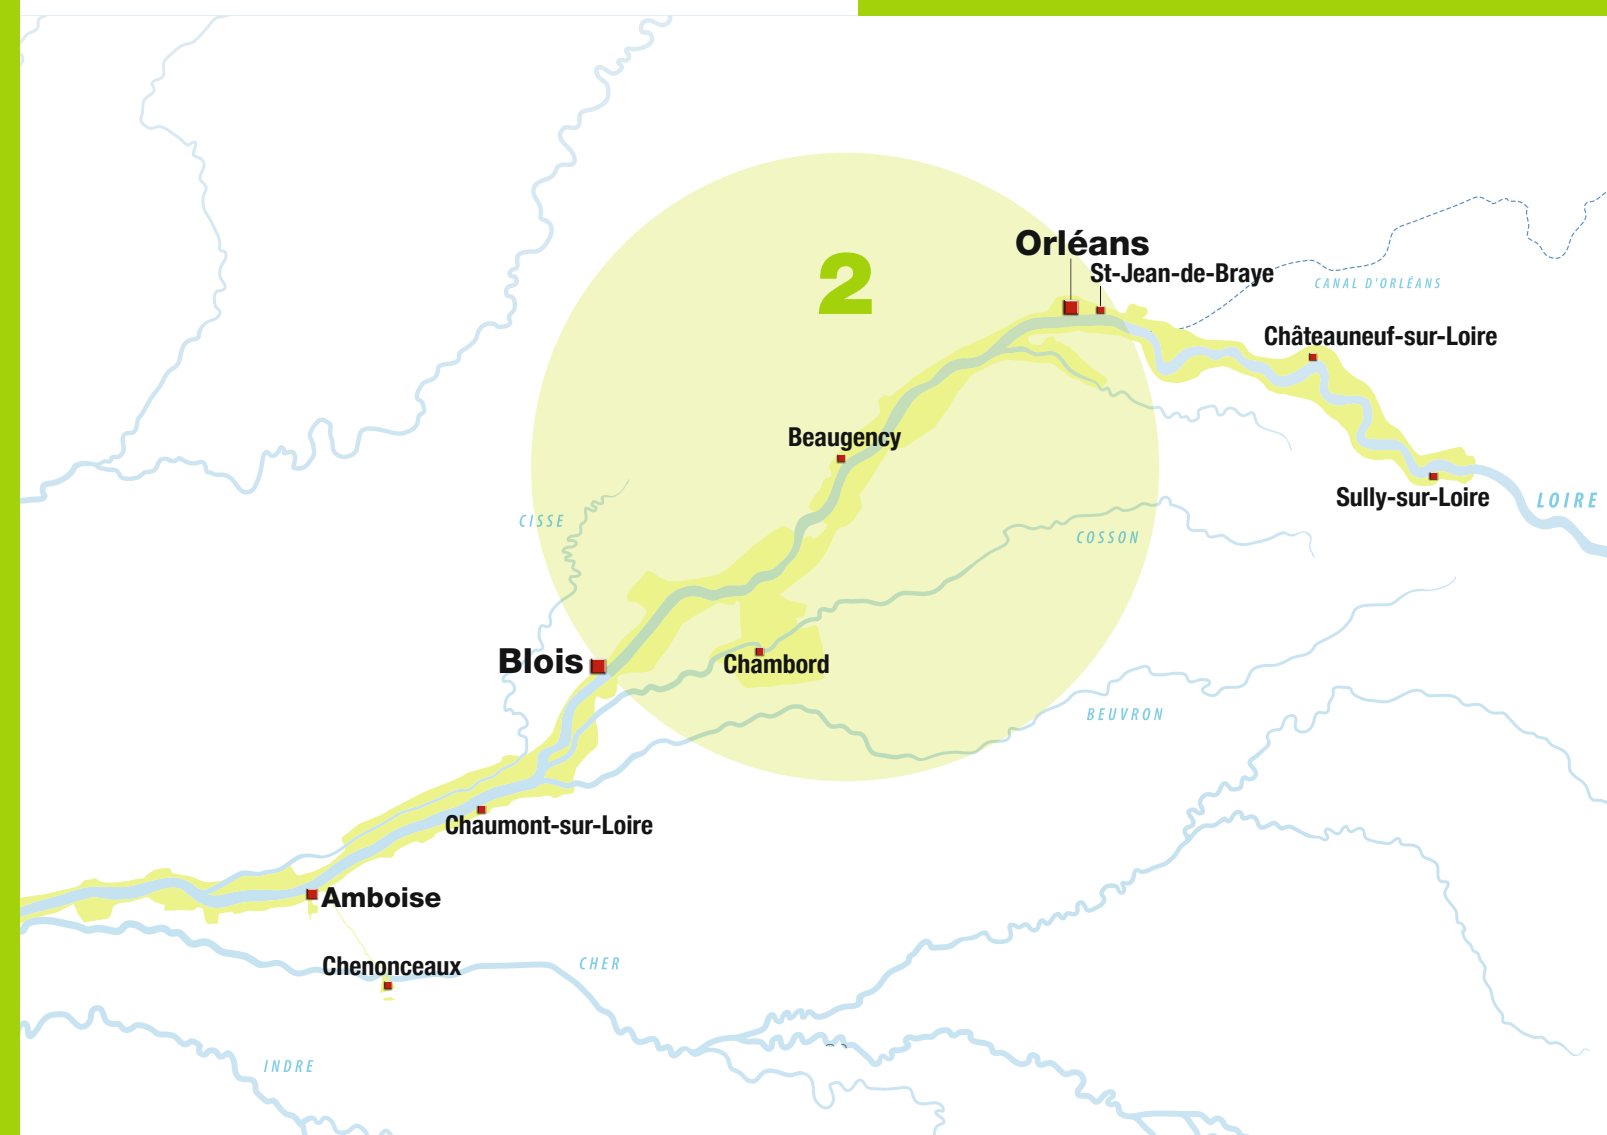 Orléans
2
St-Jean-de-Braye
CANAL D'ORLÉANS
Châteauneuf-sur-Loire
Beaugency
Sully-sur-Loire
LOIRE
CISSE
COSSON
Blois
Chambord
BEUVRON
Chaumont-sur-Loire
Amboise
Chenonceaux
CHER
INDRE